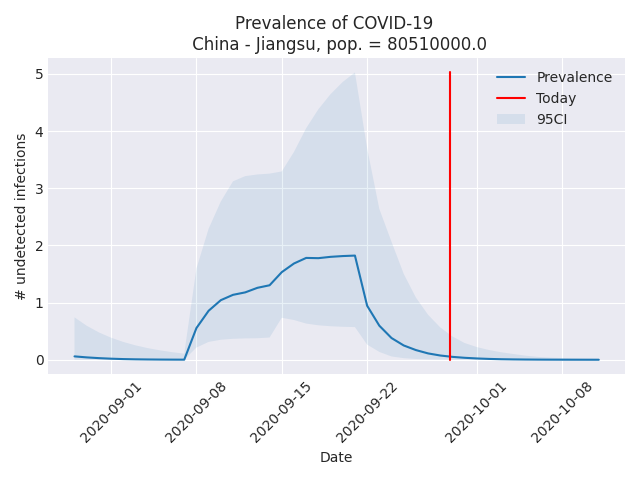 Prevalence of COVID-19
China - Jiangsu, pop. = 80510000.0
# undetected infections
5
4
3
2
1
0
Prevalence
Today
95CI
2020-09-01
2020-09-08
2020-09-15
2020-09-22
2020-10-01
2020-10-08
Date